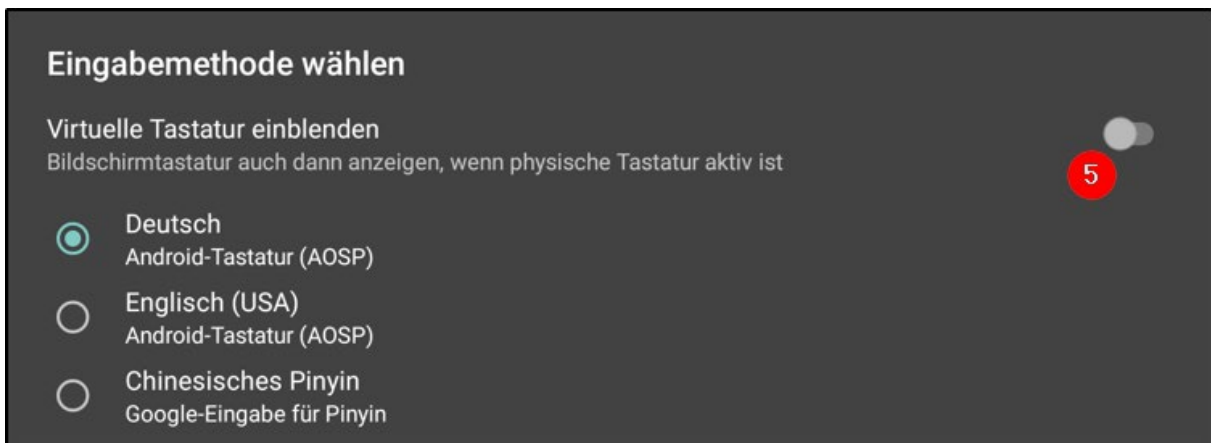 Eingabemethode wählen
Virtuelle Tastatur einblenden
Bildschirmtastatur auch dann anzeigen, wenn physische Tastatur aktiv ist
5
Deutsch
Android-Tastatur (AOSP)
Englisch (USA)
Android-Tastatur (AOSP)
Chinesisches Pinyin
Google-Eingabe für Pinyin